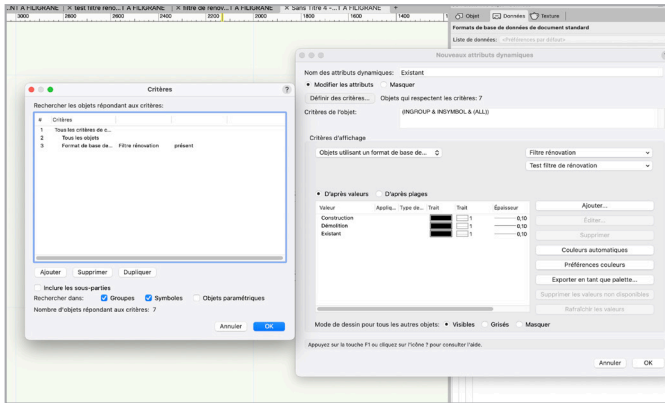 .NT A FILIGRANE | × test filtre réno...T A FILIGRANE | × filtre de rénov...T A FILIGRANE × Sans Titre 4 -...T A FILIGRANE +
3000 2800 2600 2400 2200 2000 1800 1600 1400
Objet Données Texture
Formats de base de données de document standard
Liste de données: <Préférences par défaut>
Critères ?
Rechercher les objets répondant aux critères:
# Critères
1 Tous les critères de c...
2 Tous les objets
3 Format de base de... Filtre rénovation présent
Ajouter Supprimer Dupliquer
Inclure les sous-parties
Rechercher dans: Groupes Symboles Objets paramétriques
Nombre d'objets répondant aux critères: 7
Annuler OK
Nouveaux attributs dynamiques
Nom des attributs dynamiques: Existant
Modifier les attributs Masquer
Définir des critères... Objets qui respectent les critères: 7
Critères de l'objet: (INGROUP & INSYMBOL & (ALL))
Critères d'affichage
Objets utilisant un format de base de... Filtre rénovation
Test filtre de rénovation
D'après valeurs D'après plages
Valeur Appliq... Type de... Trait Trait Épaisseur
Construction 1 0,10
Démolition 1 0,10
Existant 1 0,10
Ajouter...
Éditer...
Supprimer
Couleurs automatiques
Préférences couleurs
Exporter en tant que palette...
Supprimer les valeurs non disponibles
Rafraîchir les valeurs
Mode de dessin pour tous les autres objets: Visibles Grisés Masquer
Appuyez sur la touche F1 ou cliquez sur l'icône ? pour consulter l'aide.
Annuler OK